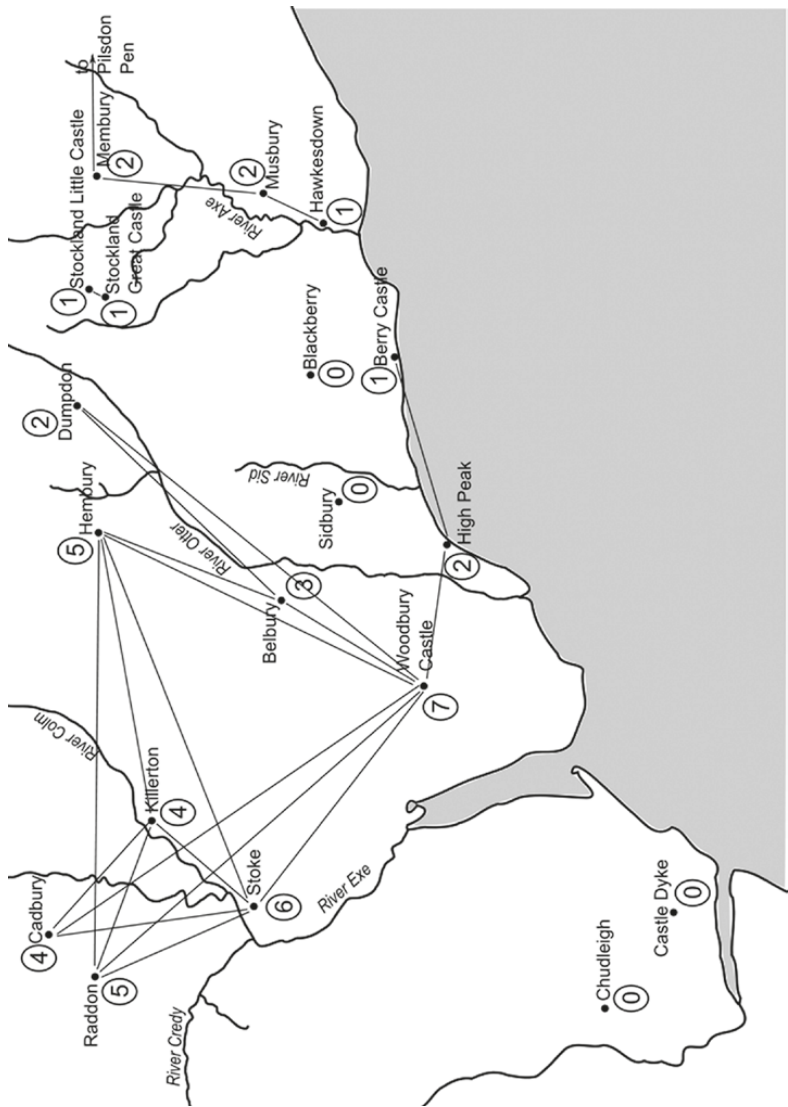 4
Cadbury
Raddon
5
River Credy
River Colm
Killerton
4
Stoke
6
River Exe
5
Hembury
2
Dumpdon
River Otter
Belbury
3
1
Stockland Little Castle
1
Stockland
Great Castle
Membury
2
to
Pilsdon
Pen
River Axe
2
Musbury
Hawkesdown
1
Blackberry
0
1
Berry Castle
River Sid
Sidbury
0
Woodbury
Castle
7
2
High Peak
Chudleigh
0
Castle Dyke
0